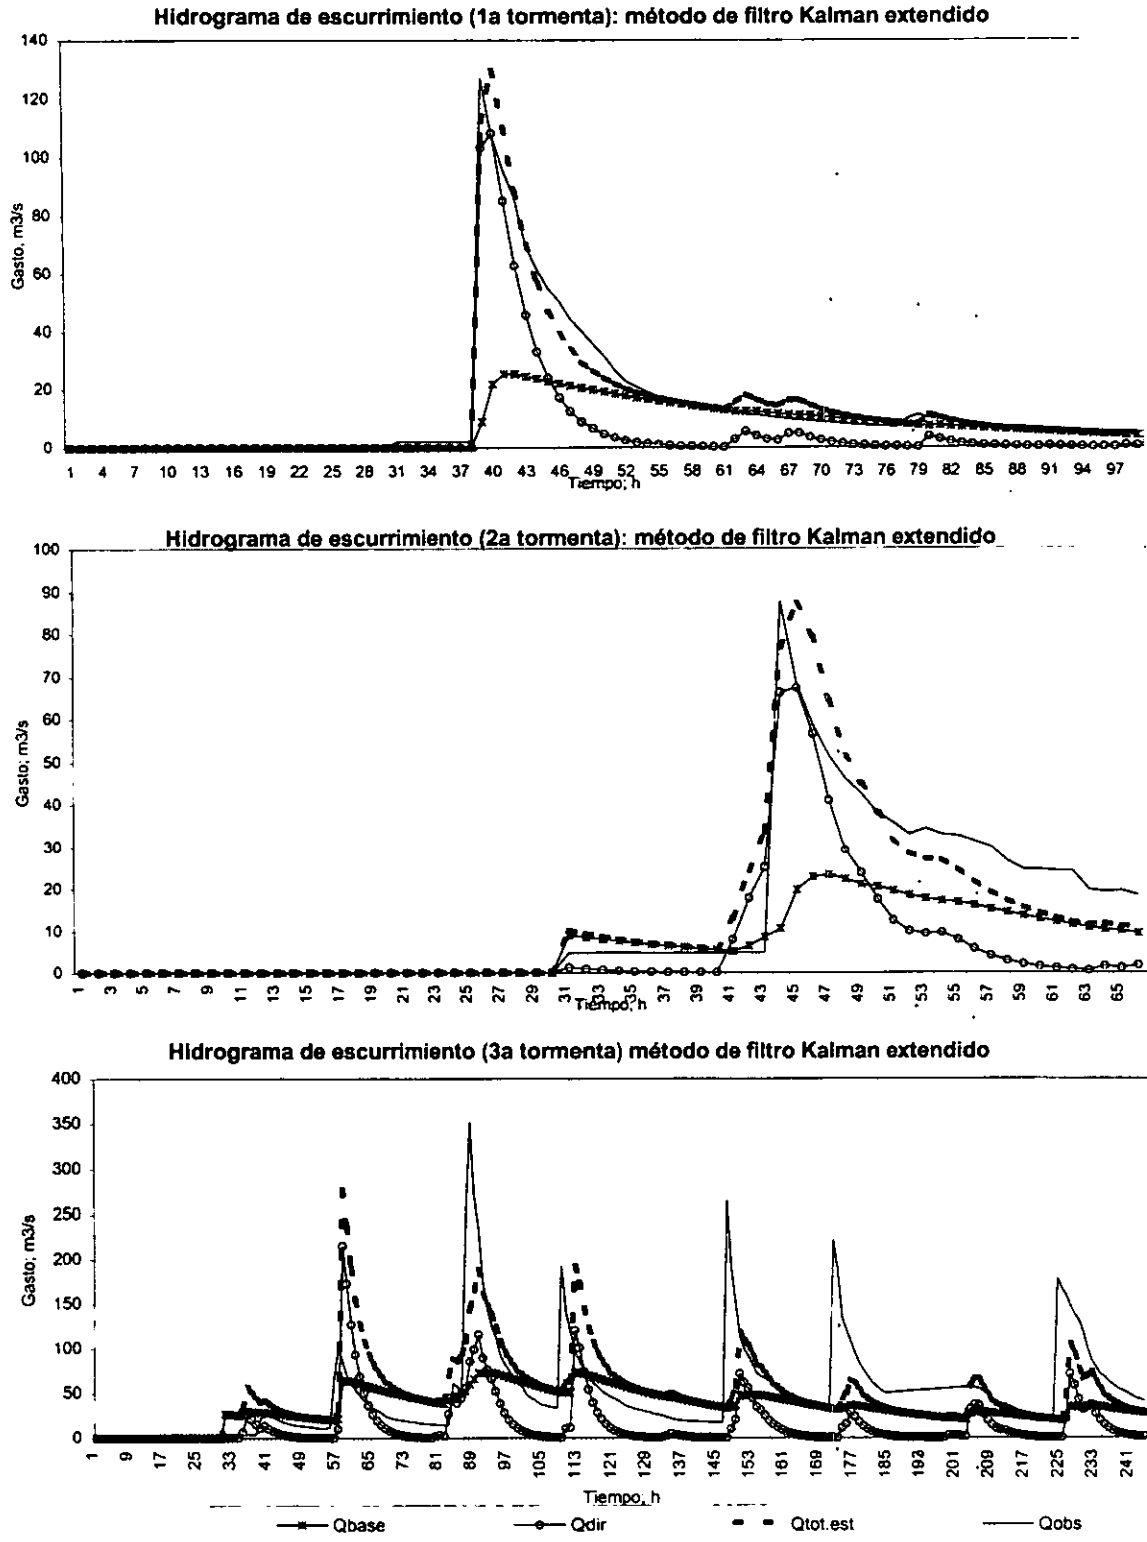 Hidrograma de escurrimiento (1a tormenta): método de filtro Kalman extendido
140
120
100
80
60
40
20
0
Gasto, m3/s
1 4 7 10 13 16 19 22 25 28 31 34 37 40 43 46 49 52 55 58 61 64 67 70 73 76 79 82 85 88 91 94 97
Tiempo; h
Hidrograma de escurrimiento (2a tormenta): método de filtro Kalman extendido
100
90
80
70
60
50
40
30
20
10
0
Gasto; m3/s
1 3 5 7 9 11 13 15 17 19 21 23 25 27 29 31 33 35 37 39 41 43 45 47 49 51 53 55 57 59 61 63 65
Tiempo; h
Hidrograma de escurrimiento (3a tormenta) método de filtro Kalman extendido
400
350
300
250
200
150
100
50
0
Gasto; m3/s
1 9 17 25 33 41 49 57 65 73 81 89 97 105 113 121 129 137 145 153 161 169 177 185 193 201 209 217 225 233 241
Tiempo; h
Qbase Qdir Qtot.est Qobs